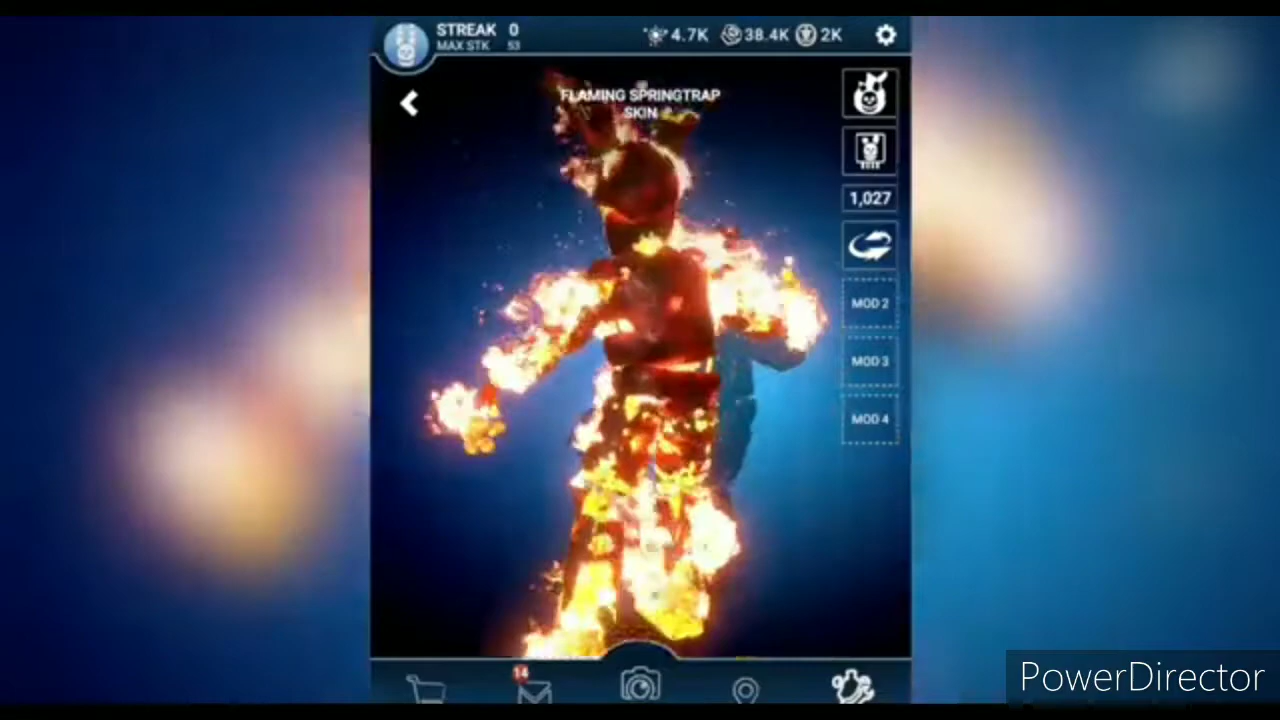 STREAK 0
MAX STK 53
4.7K 38.4K 2K
FLAMING SPRINGTRAP
SKIN
1,027
MOD 2
MOD 3
MOD 4
14
PowerDirector